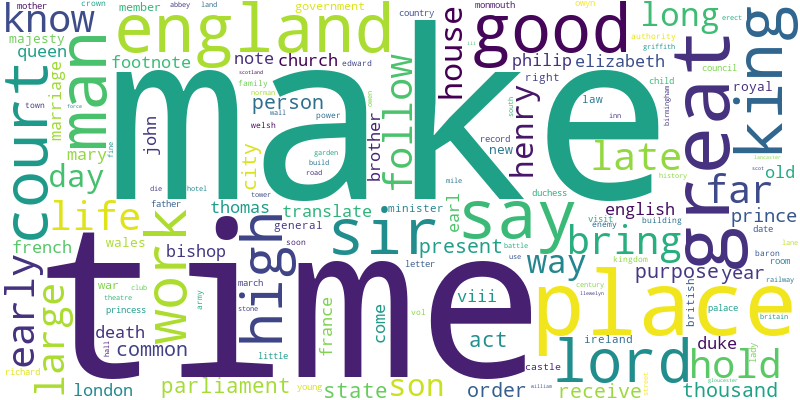 mother
crown
abbey
land
government
country
monmouth
owyn
erect
know
majesty
queen
member
england
footnote
note
church
philip
elizabeth
house
good
long
authority
griffith
iii
scotland
edward
right
child
council
royal
king
court
man
marriage
town
force
family
norman
owen
person
wall
power
welsh
john
make
follow
henry
south
law
inn
birmingham
great
lancaster
scot
record
new
late
history
mary
fine
day
city
brother
garden
build
road
mile
old
life
die
hotel
father
tower
thomas
translate
minister
earl
duchess
english
far
prince
french
wales
work
bishop
high
general
soon
sir
say
present
battle
letter
use
bring
visit
enemy
building
kingdom
date
baron
lane
early
large
war
club
theatre
princess
army
march
stone
time
france
come
vol
viii
way
century
llewelyn
purpose
year
room
railway
british
palace
britain
place
death
hall
common
little
act
ireland
duke
lady
richard
london
parliament
young
state
son
order
castle
william
lord
receive
street
hold
gloucester
thousand